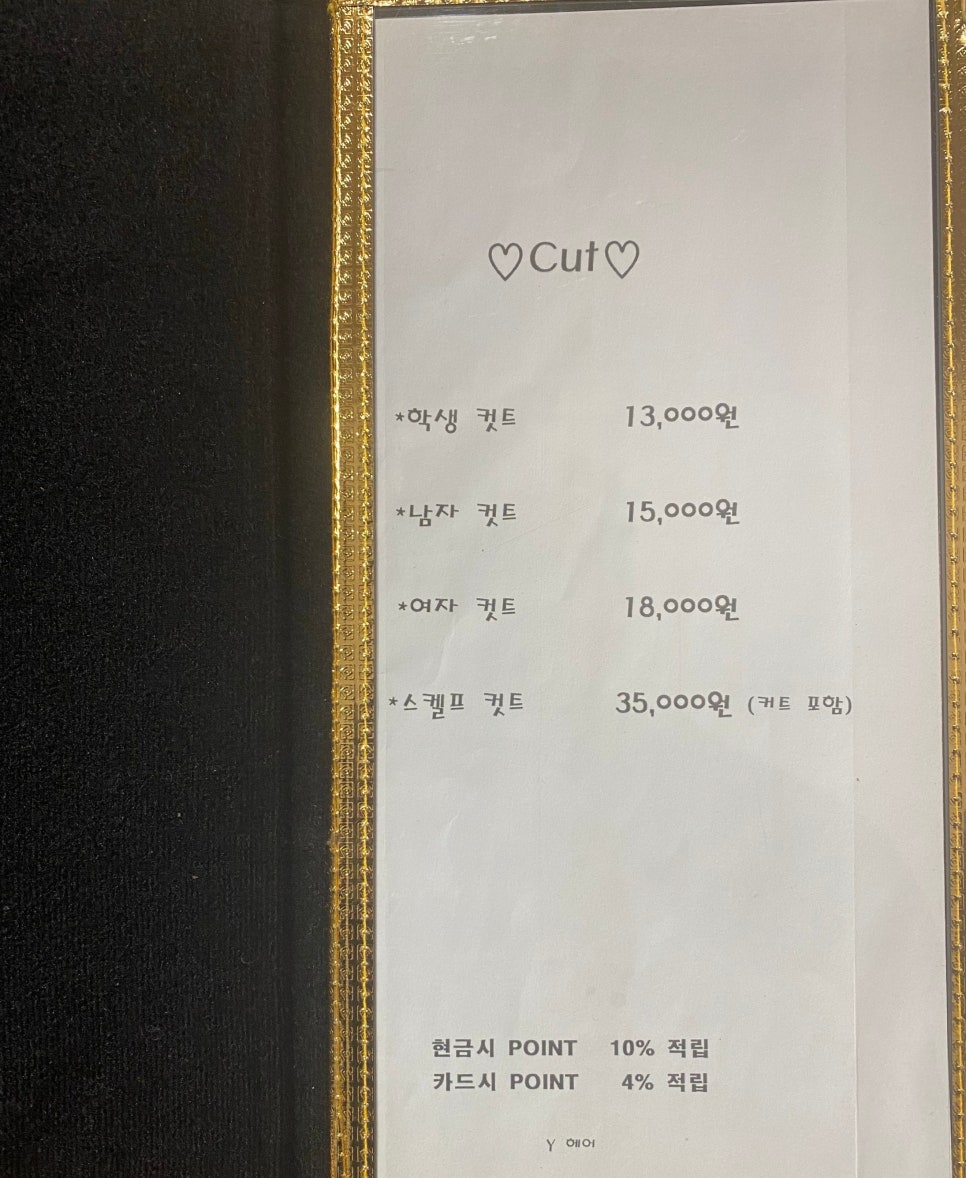 ♡Cut♡
*학생 컷트 13,000원
*남자 컷트 15,000원
*여자 컷트 18,000원
*스켈프 컷트 35,000원 (커트 포함)
현금시 POINT 10% 적립
카드시 POINT 4% 적립
Y 헤어